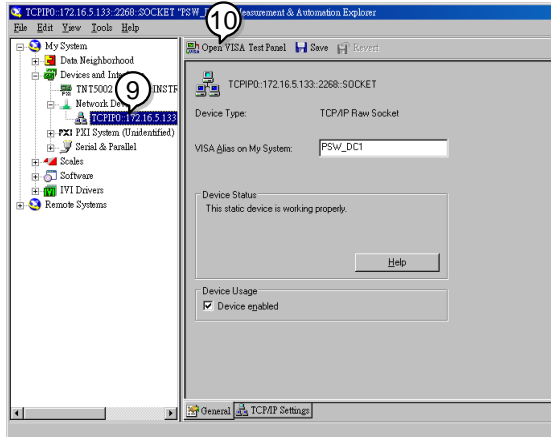 TCPIP0::172.16.5.133::2268::SOCKET "PSW_D Measurement & Automation Explorer
10
File Edit View Tools Help
Open VISA Test Panel Save Revert
My System
Data Neighborhood
Devices and
TNT5002 INSTR
9
Network
TCPIP0::172.16.5.133
PXI PXI System (Unidentified)
Serial & Parallel
Scales
Software
IVI Drivers
Remote Systems
TCPIP0::172.16.5.133::2268::SOCKET
Device Type: TCP/IP Raw Socket
VISA Alias on My System: PSW_DC1
Device Status
This static device is working properly.
Help
Device Usage
Device enabled
General TCP/IP Settings